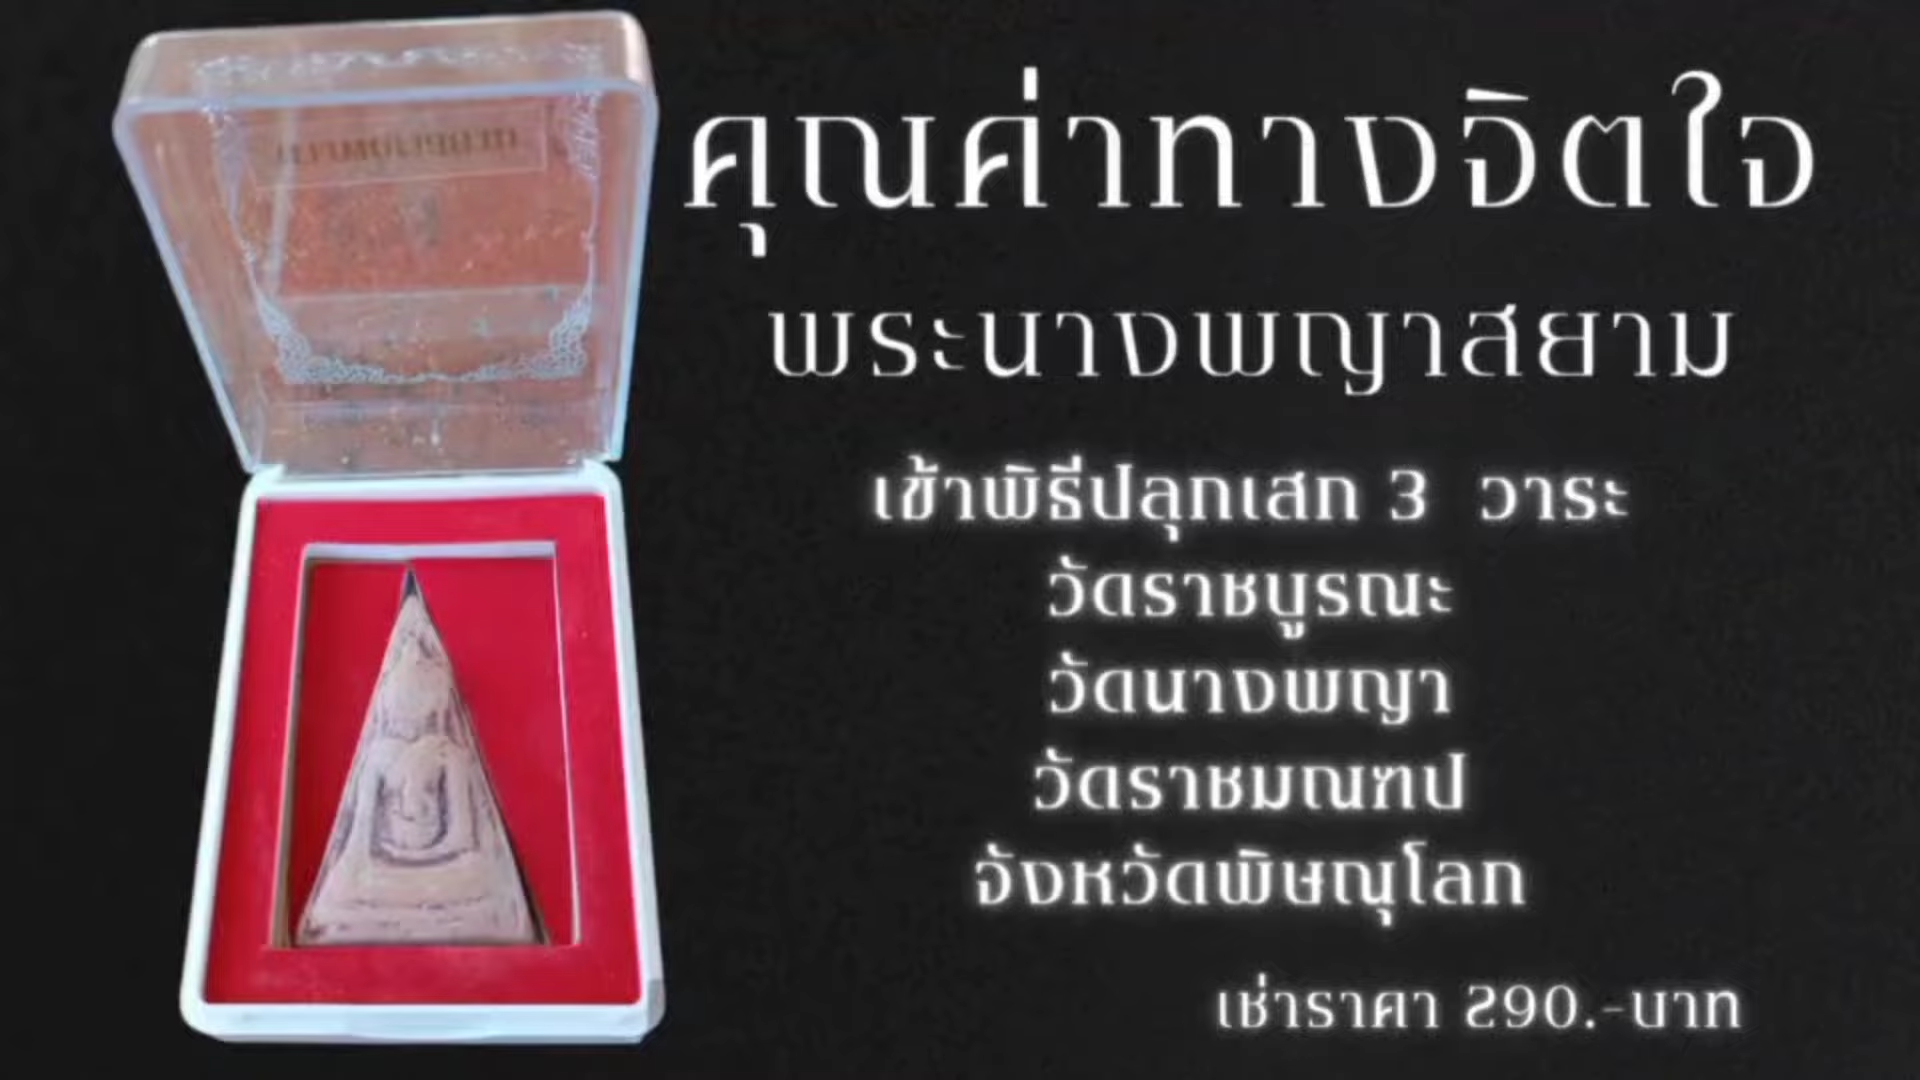 คุณค่าทางจิตใจ
พระนางพญาสยาม
เข้าพิธีปลุกเสก 3 วาระ
วัดราชบูรณะ
วัดนางพญา
วัดราชมณฑป
จังหวัดพิษณุโลก
เช่าราคา 290.-บาท